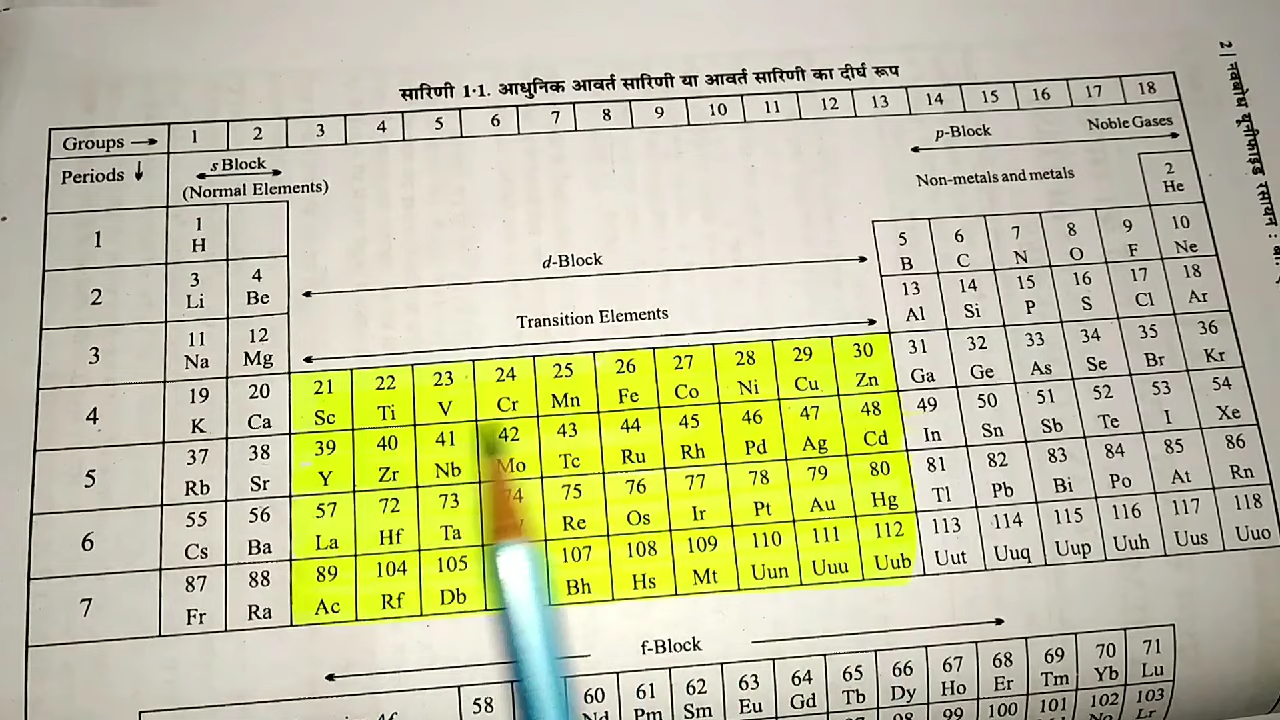 सारिणी 1·1. आधुनिक आवर्त सारिणी या आवर्त सारिणी का दीर्घ रूप
Groups → 1 2 3 4 5 6 7 8 9 10 11 12 13 14 15 16 17 18
Periods ↓ s Block p-Block Noble Gases
(Normal Elements) Non-metals and metals
2
He
1 1
H
d-Block
5 6 7 8 9 10
B C N O F Ne
2 3 4
Li Be
Transition Elements
13 14 15 16 17 18
Al Si P S Cl Ar
3 11 12
Na Mg
4 19 20 21 22 23 24 25 26 27 28 29 30 31 32 33 34 35 36
K Ca Sc Ti V Cr Mn Fe Co Ni Cu Zn Ga Ge As Se Br Kr
5 37 38 39 40 41 42 43 44 45 46 47 48 49 50 51 52 53 54
Rb Sr Y Zr Nb Mo Tc Ru Rh Pd Ag Cd In Sn Sb Te I Xe
6 55 56 57 72 73 74 75 76 77 78 79 80 81 82 83 84 85 86
Cs Ba La Hf Ta Re Os Ir Pt Au Hg Tl Pb Bi Po At Rn
7 87 88 89 104 105 107 108 109 110 111 112 113 114 115 116 117 118
Fr Ra Ac Rf Db Bh Hs Mt Uun Uuu Uub Uut Uuq Uup Uuh Uus Uuo
f-Block
58 60 61 62 63 64 65 66 67 68 69 70 71
Nd Pm Sm Eu Gd Tb Dy Ho Er Tm Yb Lu
98 99 100 101 102 103
No Lr
2 | नवबोध यूनीफाइड रसायन :